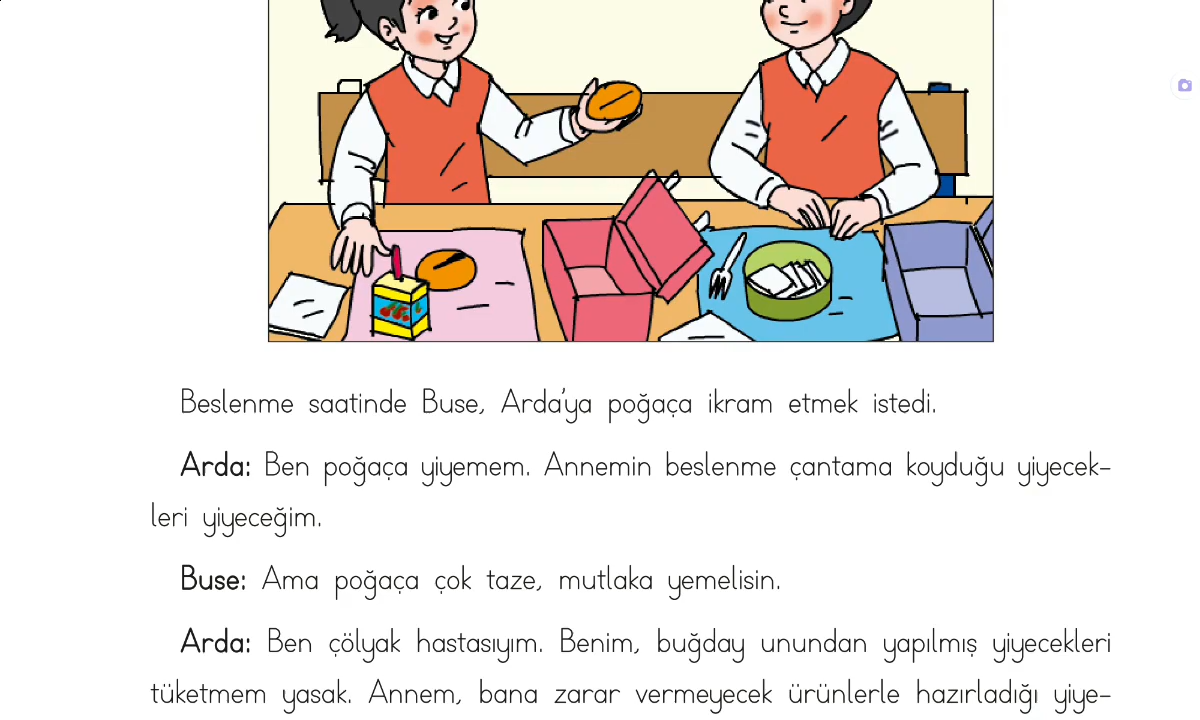 Beslenme saatinde Buse, Arda'ya poğaça ikram etmek istedi.
Arda: Ben poğaça yiyemem. Annemin beslenme çantama koyduğu yiyecek-
leri yiyeceğim.
Buse: Ama poğaça çok taze, mutlaka yemelisin.
Arda: Ben çölyak hastasıyım. Benim, buğday unundan yapılmış yiyecekleri
tüketmem yasak. Annem, bana zarar vermeyecek ürünlerle hazırladığı yiye-